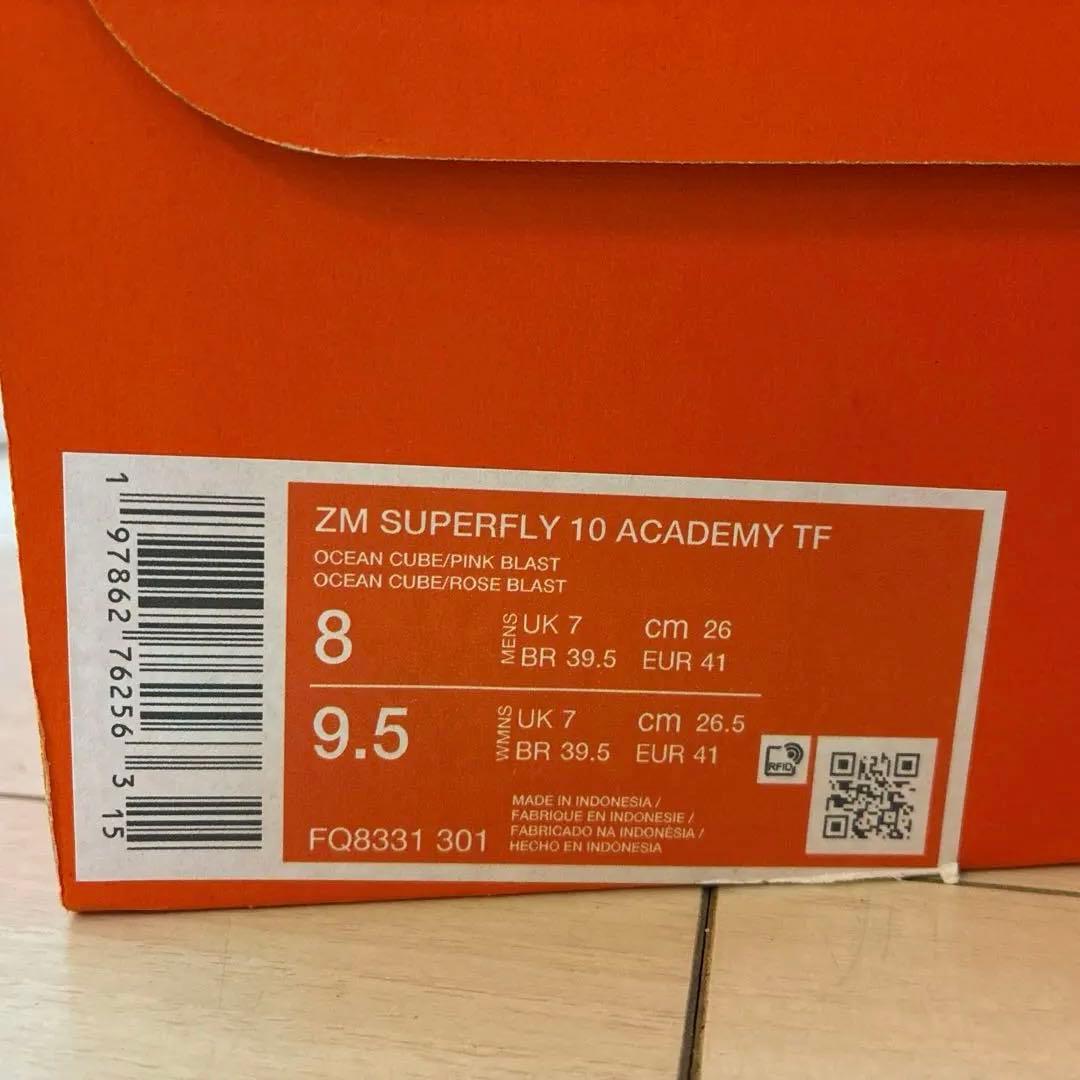 ZM SUPERFLY 10 ACADEMY TF
OCEAN CUBE/PINK BLAST
OCEAN CUBE/ROSE BLAST
8
MENS
UK 7 cm 26
BR 39.5 EUR 41
9.5
WMNS
UK 7 cm 26.5
BR 39.5 EUR 41
RFID
FQ8331 301
MADE IN INDONESIA /
FABRIQUE EN INDONESIE /
FABRICADO NA INDONÉSIA /
HECHO EN INDONESIA
1 97862 76256 3 15